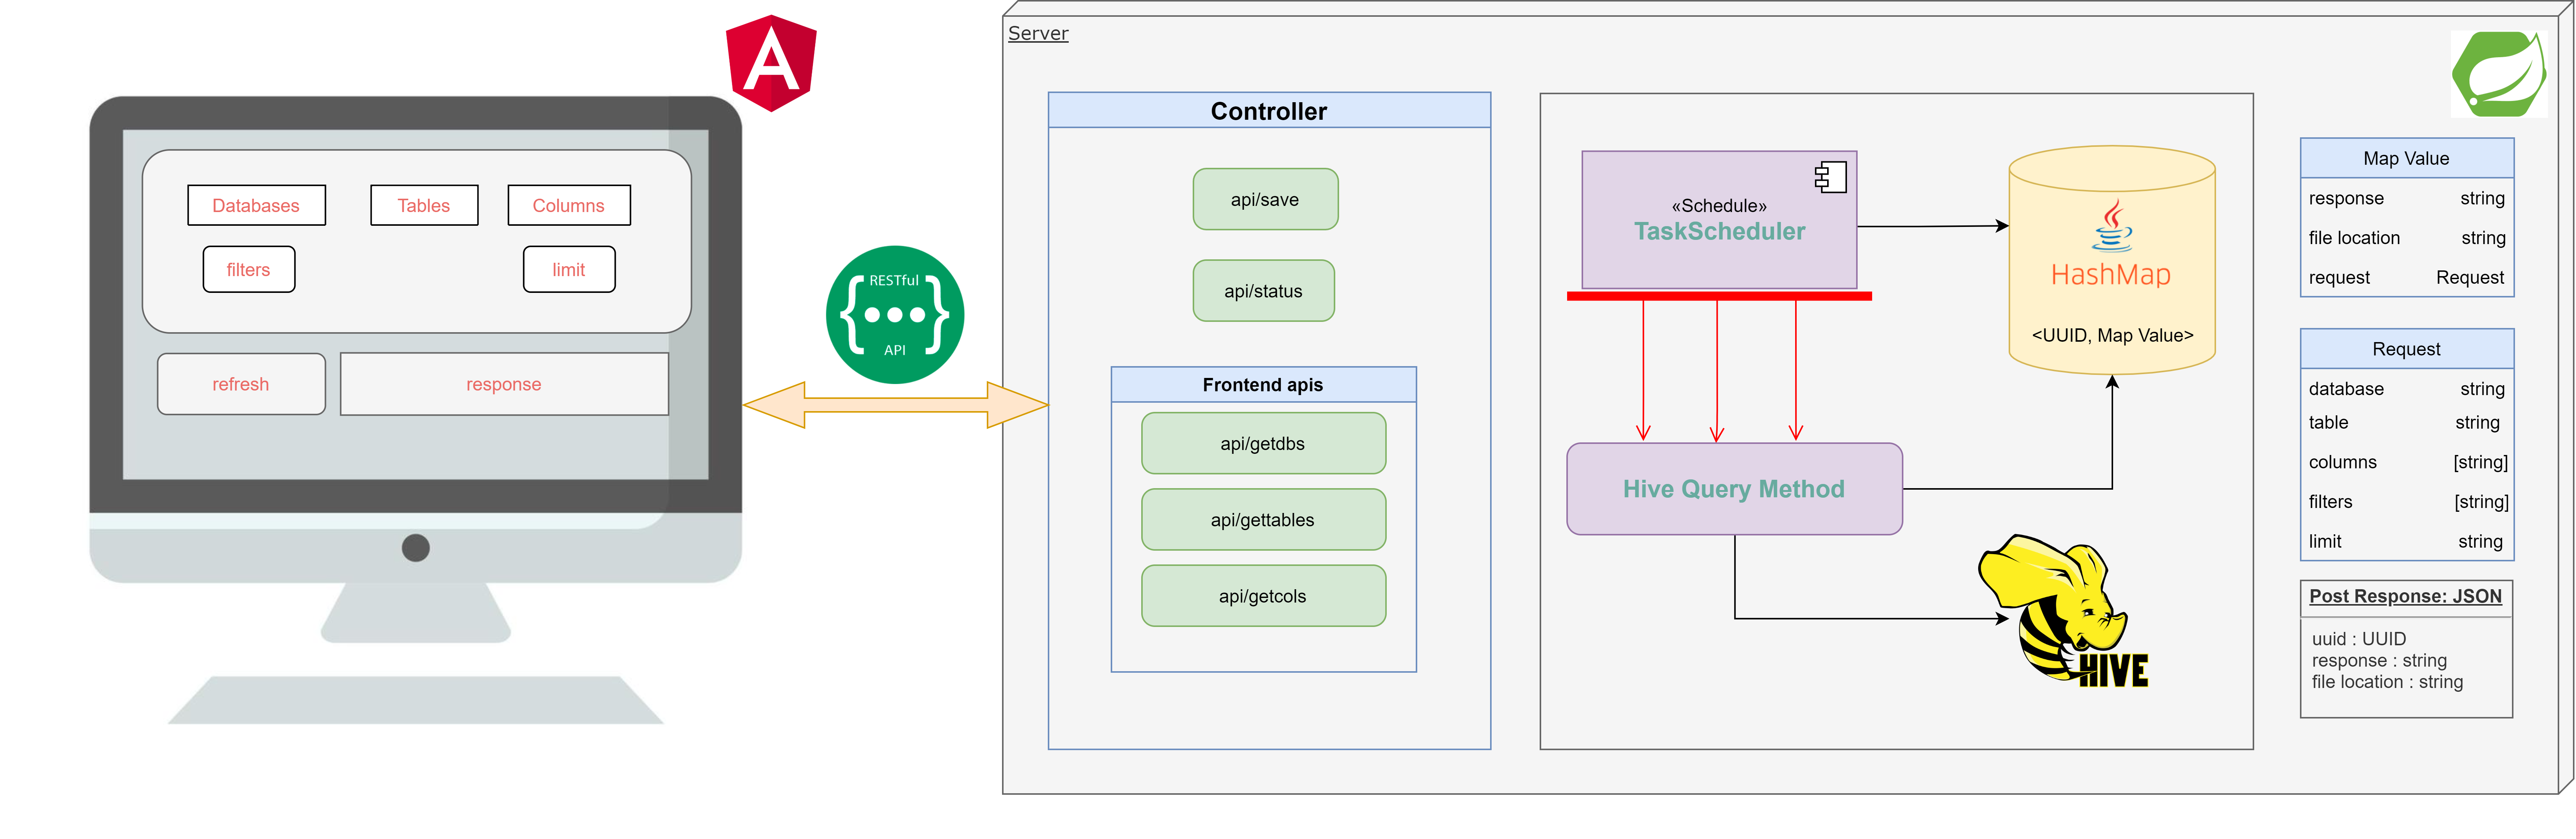 Databases
Tables
Columns
filters
limit
refresh
response
A
RESTful
{...}
API
Server
Controller
api/save
api/status
Frontend apis
api/getdbs
api/gettables
api/getcols
«Schedule»
TaskScheduler
Hive Query Method
HashMap
<UUID, Map Value>
HIVE
Map Value
response string
file location string
request Request
Request
database string
table string
columns [string]
filters [string]
limit string
Post Response: JSON
uuid : UUID
response : string
file location : string